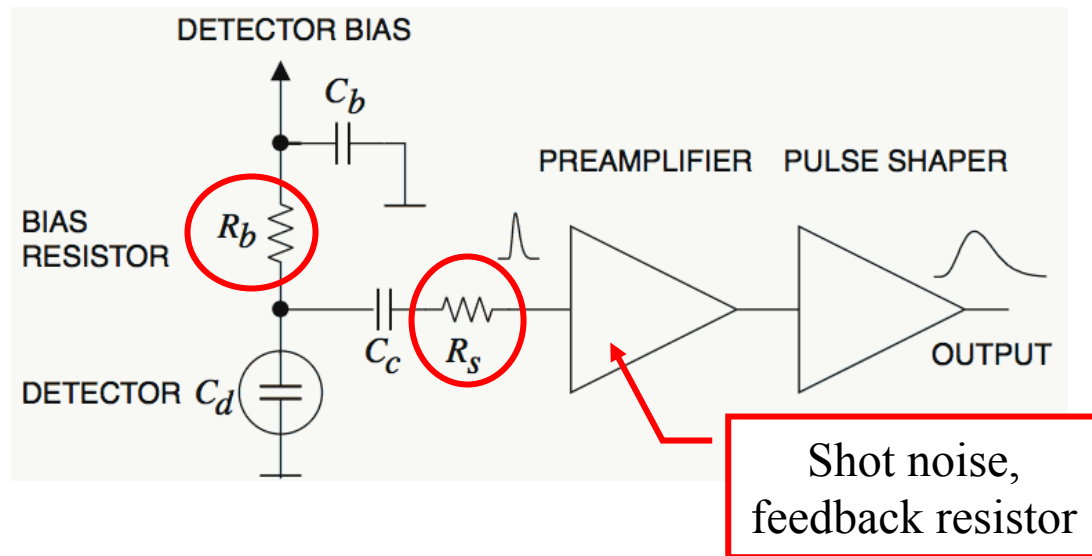 DETECTOR BIAS
C_b
PREAMPLIFIER PULSE SHAPER
BIAS
RESISTOR
R_b
C_c R_s
OUTPUT
DETECTOR C_d
Shot noise,
feedback resistor